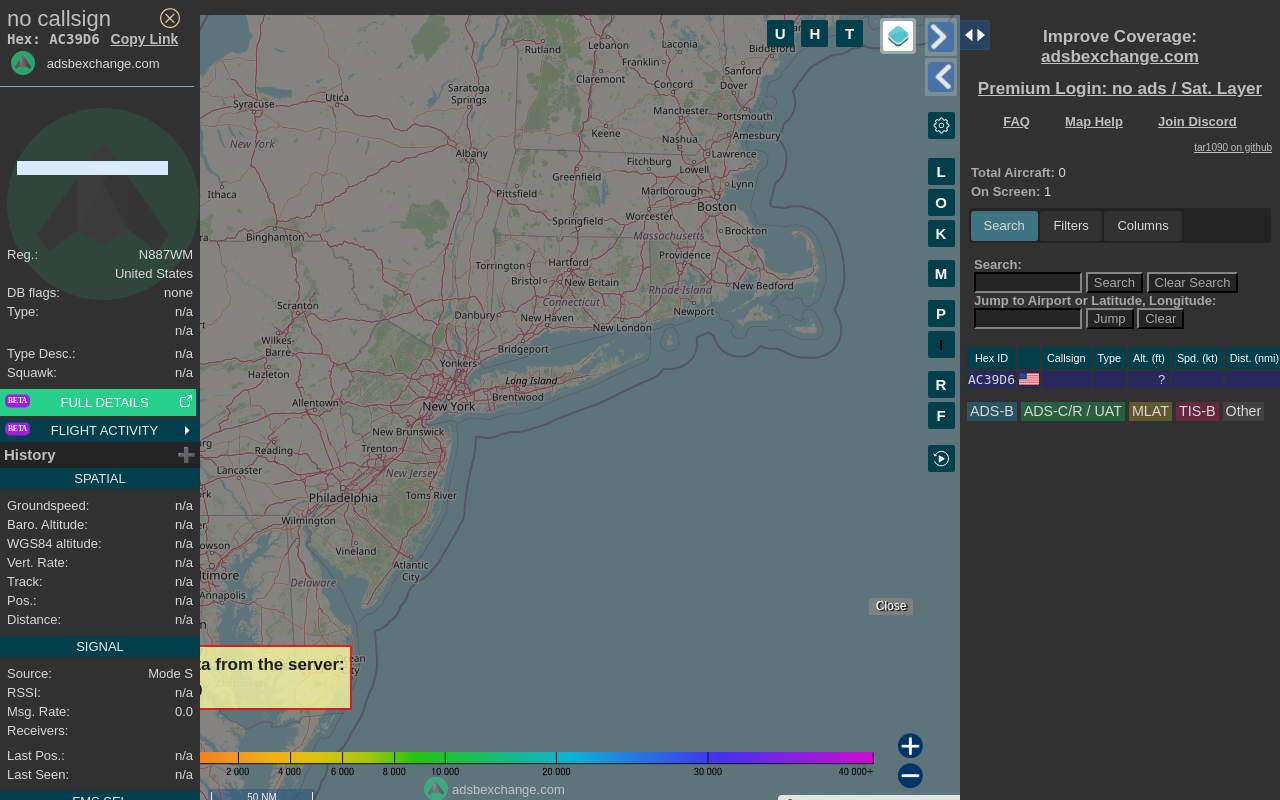 no callsign
Hex: AC39D6 Copy Link
adsbexchange.com
Reg.: N887WM
United States
DB flags: none
Type: n/a
n/a
Type Desc.: n/a
Squawk: n/a
BETA FULL DETAILS
BETA FLIGHT ACTIVITY
History
SPATIAL
Groundspeed: n/a
Baro. Altitude: n/a
WGS84 altitude: n/a
Vert. Rate: n/a
Track: n/a
Pos.: n/a
Distance: n/a
SIGNAL
Source: Mode S
RSSI: n/a
Msg. Rate: 0.0
Receivers:
Last Pos.: n/a
Last Seen: n/a
FMS SEL
U H T
L
O
K
M
P
I
R
F
Rutland
Lebanon
Laconia
Biddeford
Franklin
Sanford
Claremont
Concord
Dover
Utica
Saratoga
Springs
Syracuse
Manchester
Portsmouth
Keene
Nashua
Amesbury
New York
Albany
Fitchburg
Lawrence
Lowell
Greenfield
Ithaca
Pittsfield
Marlborough
Lynn
Boston
Springfield
Worcester
Binghamton
Massachusetts
Brockton
Providence
Torrington
Hartford
Bristol
New Britain
Rhode Island
New Bedford
Scranton
Connecticut
Danbury
New Haven
Newport
New London
Wilkes-
Barre
Bridgeport
Yonkers
Hazleton
Long Island
Brentwood
Allentown
New York
New Brunswick
Reading
Trenton
Lancaster
New Jersey
Philadelphia
Toms River
Wilmington
Vineland
Atlantic
City
Delaware
Annapolis
Close
ta from the server:
)
2 000 4 000 6 000 8 000 10 000 20 000 30 000 40 000+
adsbexchange.com
50 NM
Improve Coverage:
adsbexchange.com
Premium Login: no ads / Sat. Layer
FAQ Map Help Join Discord
tar1090 on github
Total Aircraft: 0
On Screen: 1
Search Filters Columns
Search:
Search Clear Search
Jump to Airport or Latitude, Longitude:
Jump Clear
Hex ID Callsign Type Alt. (ft) Spd. (kt) Dist. (nmi)
AC39D6 ?
ADS-B ADS-C/R / UAT MLAT TIS-B Other